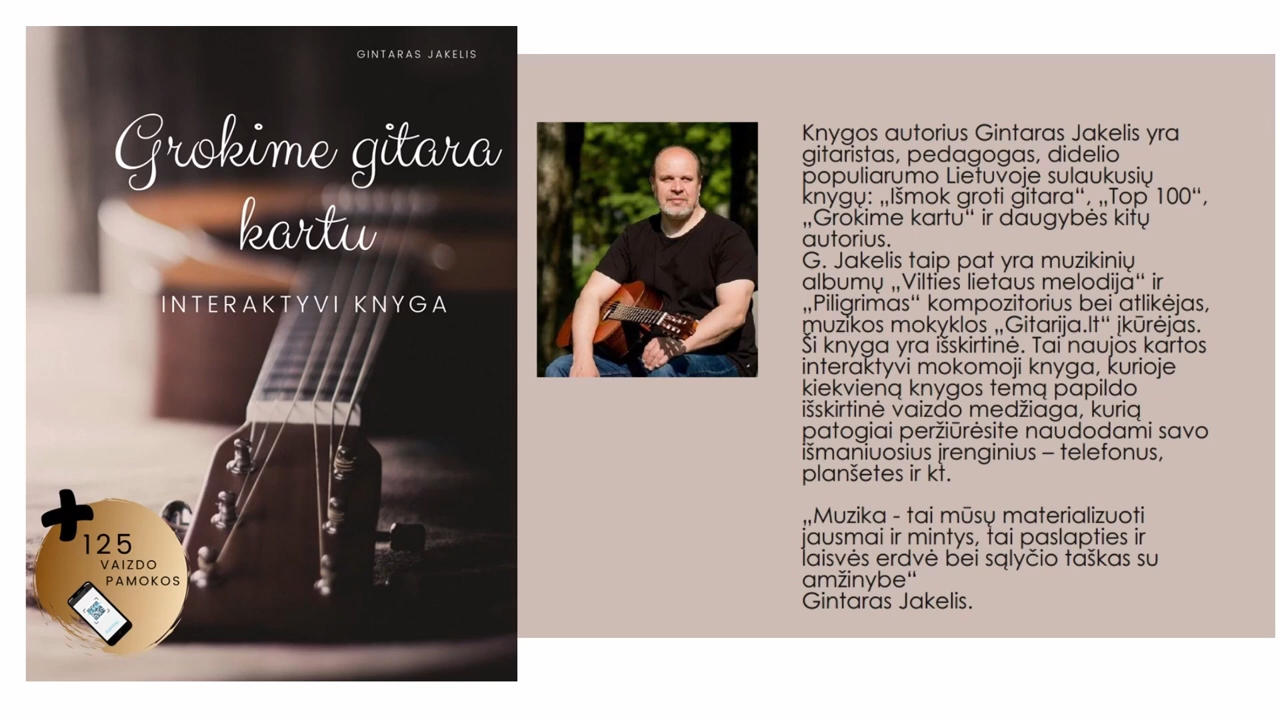 GINTARAS JAKELIS
Grokime gitara
kartu
INTERAKTYVI KNYGA
125
VAIZDO
PAMOKOS
Knygos autorius Gintaras Jakelis yra
gitaristas, pedagogas, didelio
populiarumo Lietuvoje sulaukusių
knygų: „Išmok groti gitara“, „Top 100“,
„Grokime kartu“ ir daugybės kitų
autorius.
G. Jakelis taip pat yra muzikinių
albumų „Vilties lietaus melodija“ ir
„Piligrimas“ kompozitorius bei atlikėjas,
muzikos mokyklos „Gitarija.lt“ įkūrėjas.
Ši knyga yra išskirtinė. Tai naujos kartos
interaktyvi mokomoji knyga, kurioje
kiekvieną knygos temą papildo
išskirtinė vaizdo medžiaga, kurią
patogiai peržiūrėsite naudodami savo
išmaniuosius įrenginius – telefonus,
planšetes ir kt.
„Muzika - tai mūsų materializuoti
jausmai ir mintys, tai paslapties ir
laisvės erdvė bei sąlyčio taškas su
amžinybe“
Gintaras Jakelis.